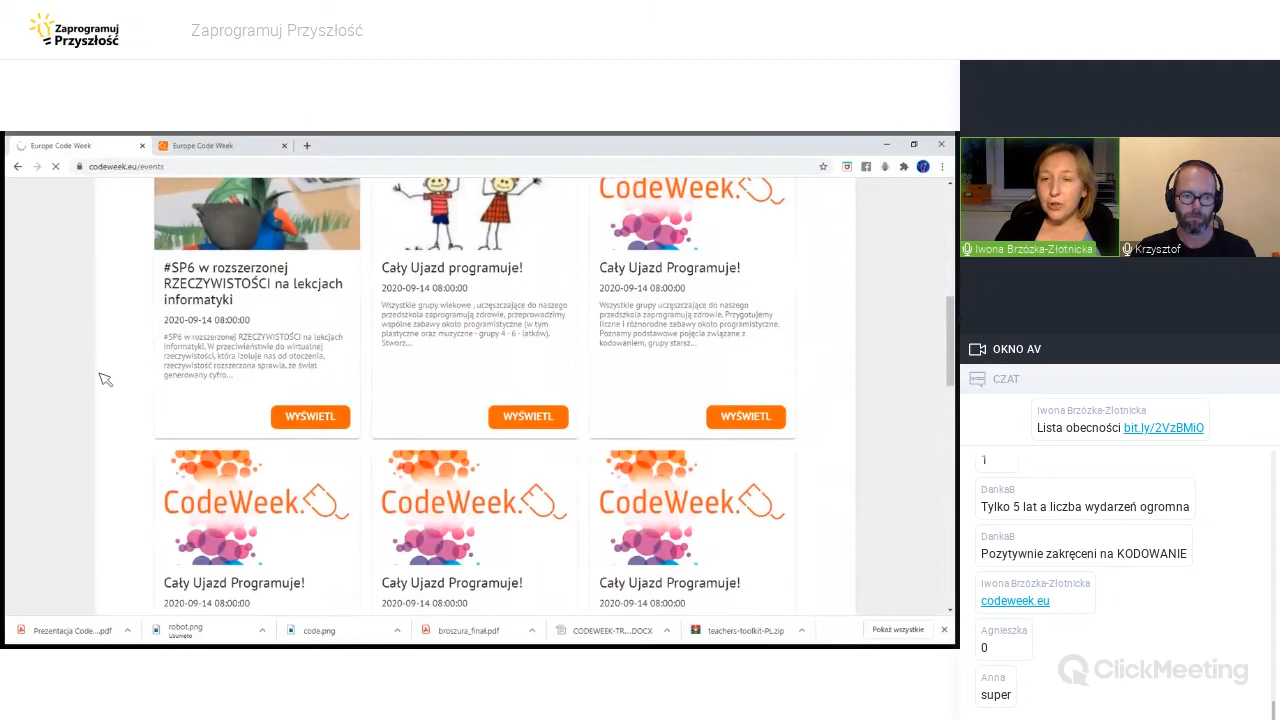 Zaprogramuj
Przyszłość
Zaprogramuj Przyszłość
Europe Code Week
Europe Code Week
codeweek.eu/events
CodeWeek.
#SP6 w rozszerzonej
RZECZYWISTOŚCI na lekcjach
informatyki
2020-09-14 08:00:00
#SP6 w rozszerzonej RZECZYWISTOŚCI na lekcjach
informatyki. W przeciwieństwie do wirtualnej
rzeczywistości, która izoluje nas od otoczenia,
rzeczywistość rozszerzona sprawia, że świat
generowany cyfro...
WYŚWIETL
Cały Ujazd programuje!
2020-09-14 08:00:00
Wszystkie grupy wiekowe , uczęszczające do naszego
przedszkola zaprogramują zdrowie, przeprowadzimy
wspólne zabawy około programistyczne (w tym
plastyczne oraz muzyczne - grupy 4 - 6 - latków).
Stworz...
WYŚWIETL
Cały Ujazd programuje!
2020-09-14 08:00:00
Wszystkie grupy uczęszczające do naszego
przedszkola zaprogramują zdrowie. Przygotujemy
liczne i różnorodne zabawy około programistyczne.
Poznamy podstawowe pojęcia związane z
kodowaniem, grupy starsz...
WYŚWIETL
CodeWeek.
Cały Ujazd Programuje!
2020-09-14 08:00:00
CodeWeek.
Cały Ujazd Programuje!
2020-09-14 08:00:00
CodeWeek.
Cały Ujazd Programuje!
2020-09-14 08:00:00
Prezentacja Code....pdf
robot.png
Usunięto
code.png
broszura_final.pdf
CODEWEEK-TR....DOCX
teachers-toolkit-PL.zip
Pokaż wszystkie
Iwona Brzózka-Złotnicka
Krzysztof
OKNO AV
CZAT
Iwona Brzózka-Złotnicka
Lista obecności bit.ly/2VzBMiO
1
DankaB
Tylko 5 lat a liczba wydarzeń ogromna
DankaB
Pozytywnie zakręceni na KODOWANIE
Iwona Brzózka-Złotnicka
codeweek.eu
Agnieszka
0
Anna
super
ClickMeeting